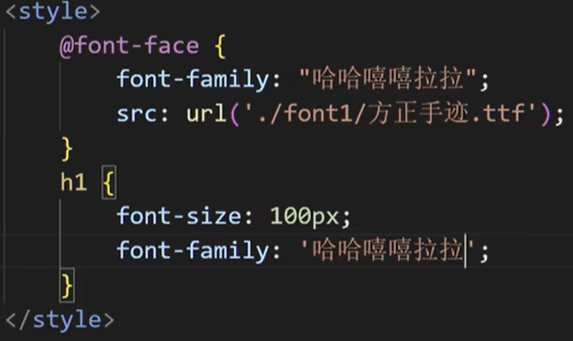 <style>
@font-face {
font-family: "哈哈嘻嘻拉拉";
src: url('./font1/方正手迹.ttf');
}
h1 {
font-size: 100px;
font-family: '哈哈嘻嘻拉拉';
}
</style>